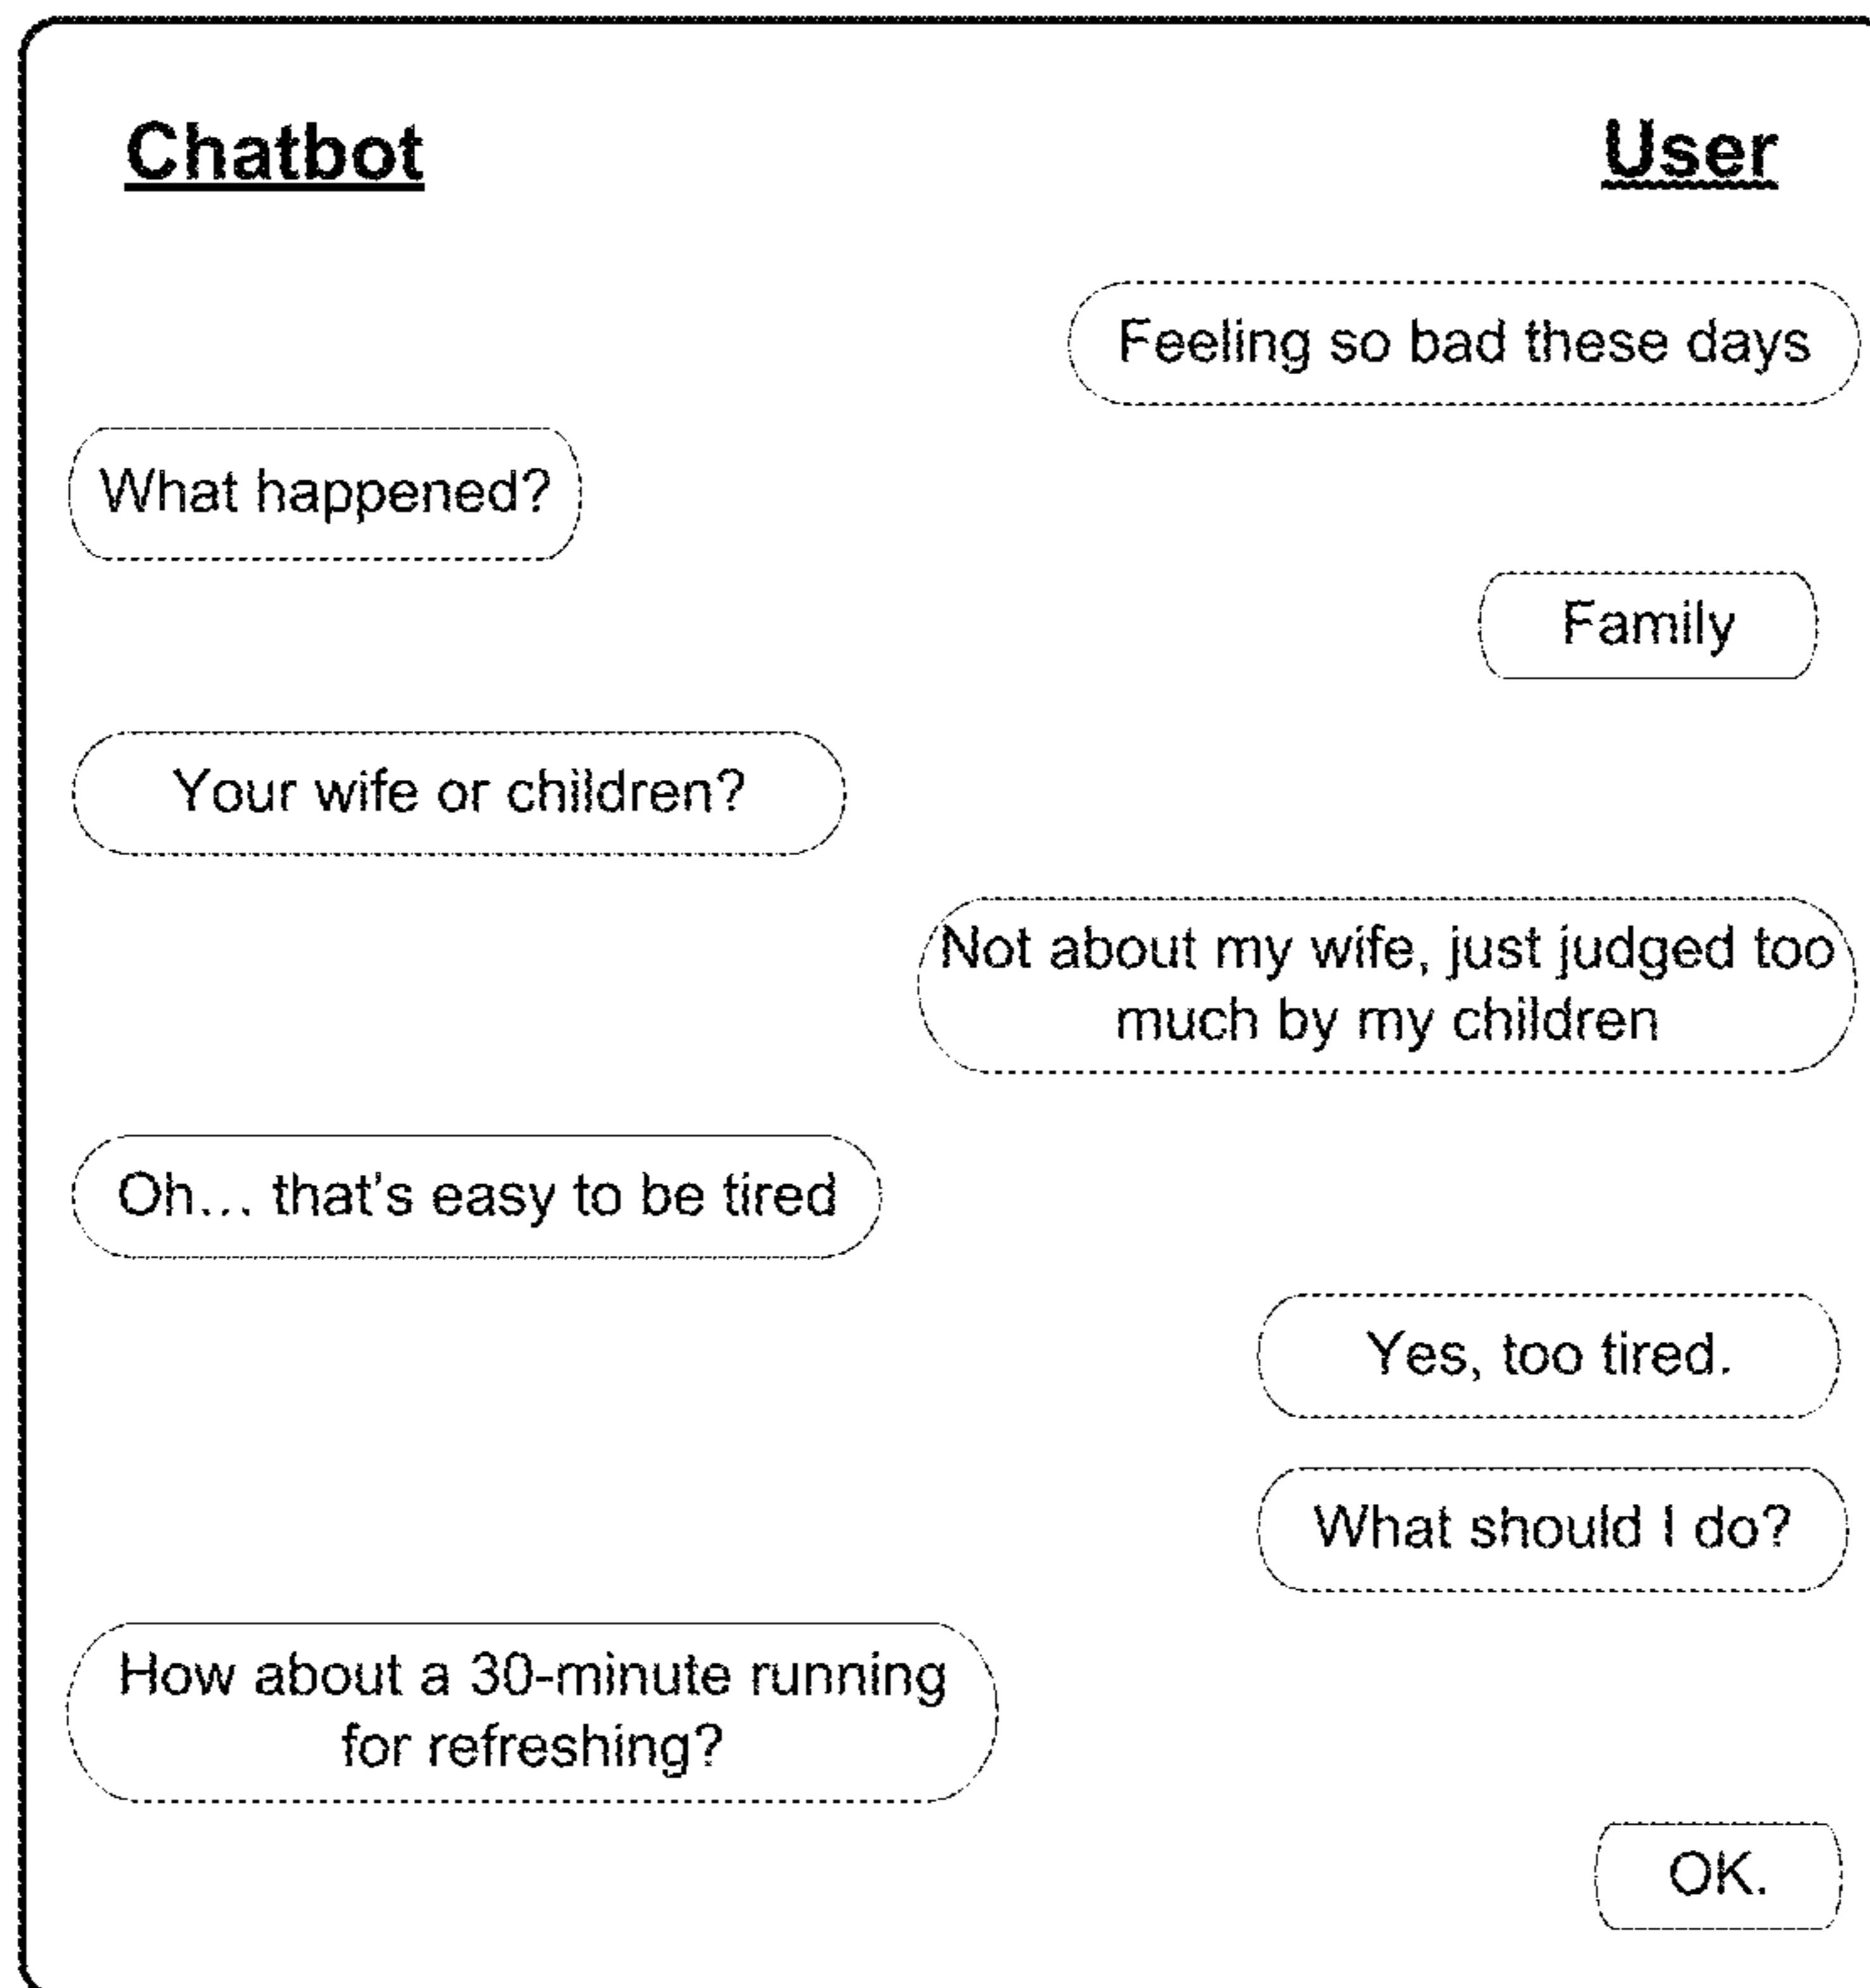 Chatbot
User
Feeling so bad these days
What happened?
Family
Your wife or children?
Not about my wife, just judged too
much by my children
Oh... that's easy to be tired
Yes, too tired.
What should I do?
How about a 30-minute running
for refreshing?
OK.